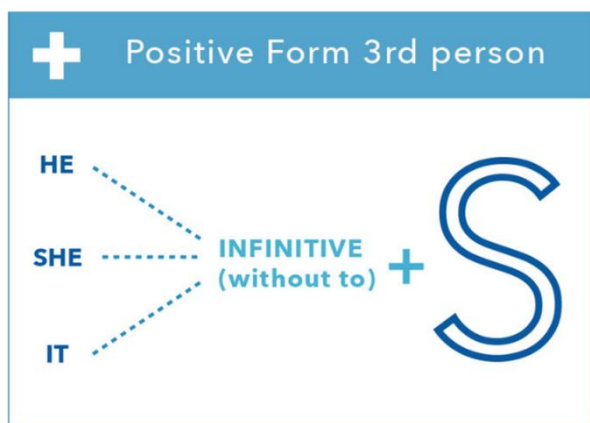 + Positive Form 3rd person
HE
SHE
IT
INFINITIVE
(without to)
+
S